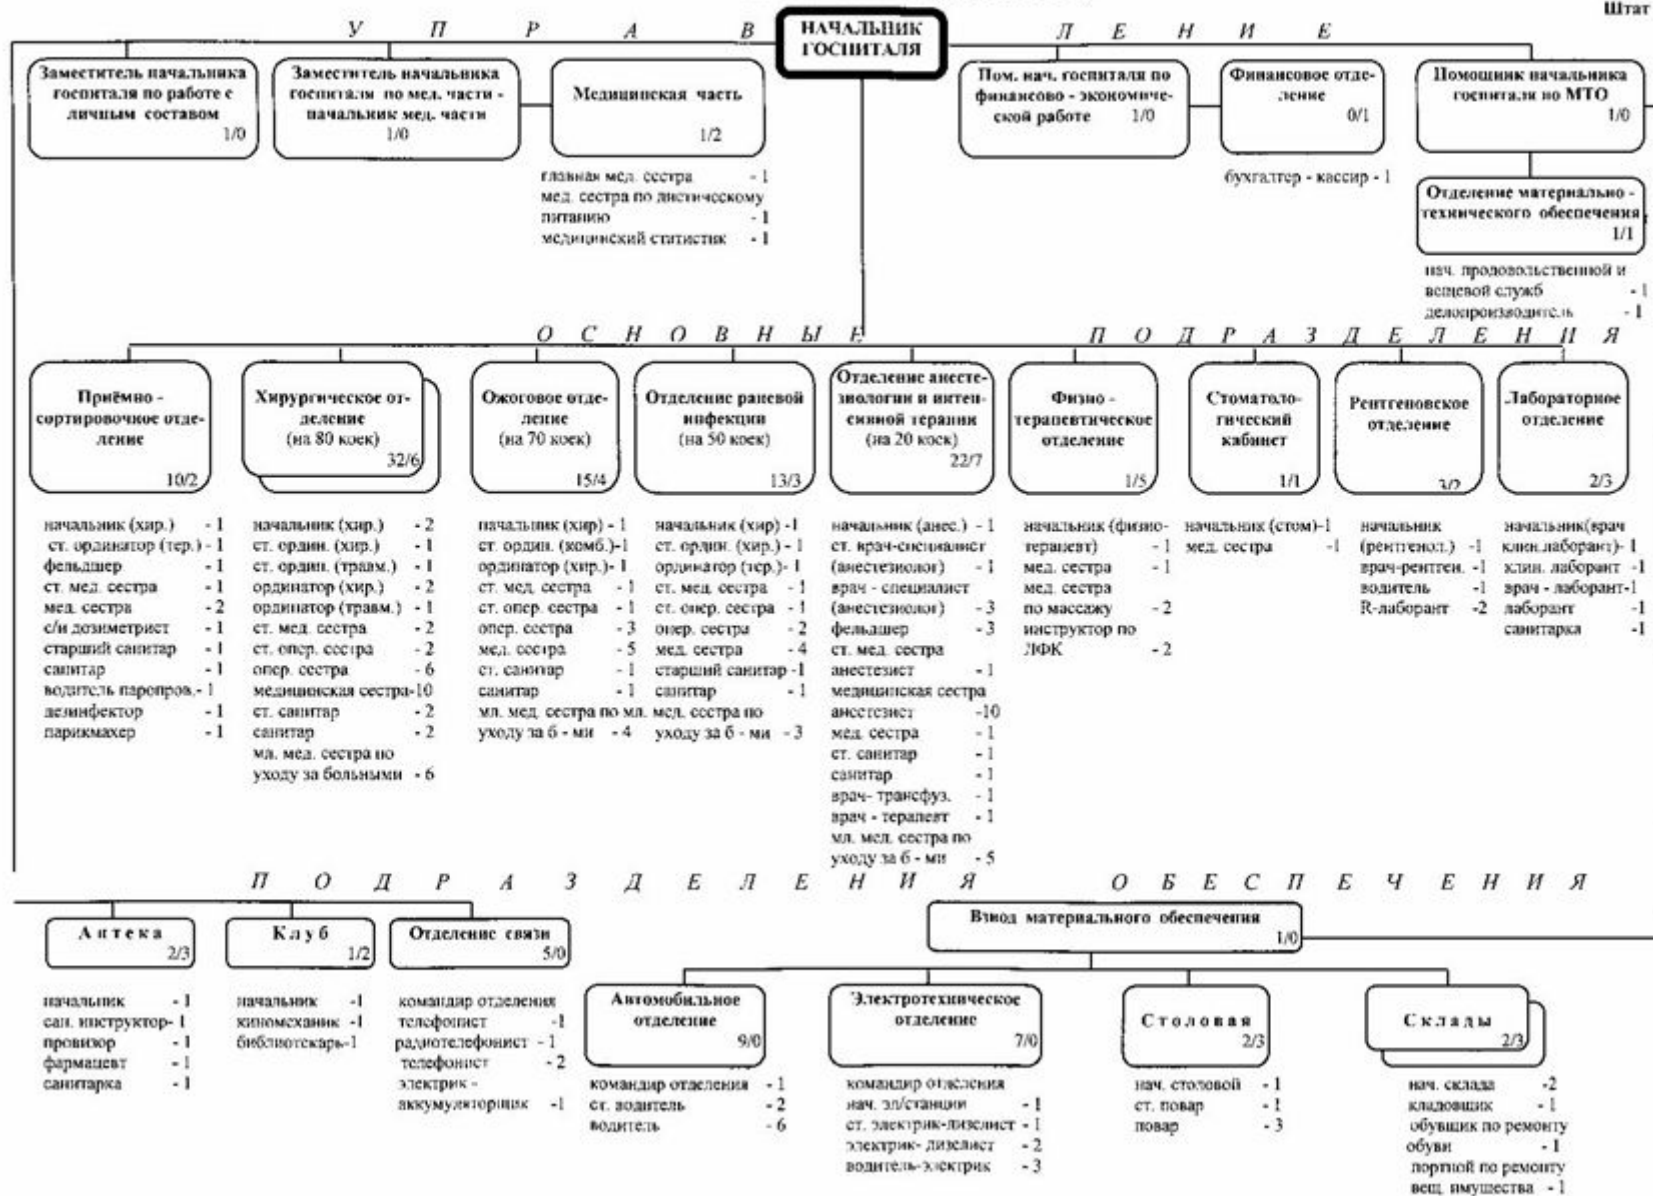 Штат
У П Р А В Л Е Н И Е
НАЧАЛЬНИК
ГОСПИТАЛЯ
Заместитель начальника
госпиталя по работе с
личным составом
1/0
Заместитель начальника
госпиталя по мед. части -
начальник мед. части
1/0
Медицинская часть
1/2
главная мед. сестра - 1
мед. сестра по диетическому
питанию - 1
медицинский статистик - 1
Пом. нач. госпиталя по
финансово - экономиче-
ской работе 1/0
Финансовое отде-
ление
0/1
бухгалтер - кассир - 1
Помощник начальника
госпиталя по МТО
1/0
Отделение материально -
технического обеспечения
1/1
нач. продовольственной и
вещевой служб - 1
делопроизводитель - 1
О С Н О В Н Ы Е П О Д Р А З Д Е Л Е Н И Я
Приёмно -
сортировочное отде-
ление
10/2
начальник (хир.) - 1
ст. ординатор (тер.) - 1
фельдшер - 1
ст. мед. сестра - 1
мед. сестра - 2
с/и дозиметрист - 1
старший санитар - 1
санитар - 1
водитель паропров.- 1
дезинфектор - 1
парикмахер - 1
Хирургическое от-
деление
(на 80 коек)
32/6
начальник (хир.) - 2
ст. ордин. (хир.) - 1
ст. ордин. (травм.) - 1
ординатор (хир.) - 2
ординатор (травм.) - 1
ст. мед. сестра - 2
ст. опер. сестра - 2
опер. сестра - 6
медицинская сестра-10
ст. санитар - 2
санитар - 2
мл. мед. сестра по
уходу за больными - 6
Ожоговое отде-
ление
(на 70 коек)
15/4
начальник (хир) - 1
ст. ордин. (комб.)-1
ординатор (хир.)- 1
ст. мед. сестра - 1
ст. опер. сестра - 1
опер. сестра - 3
мед. сестра - 5
ст. санитар - 1
санитар - 1
мл. мед. сестра по
уходу за б - ми - 4
Отделение раневой
инфекции
(на 50 коек)
13/3
начальник (хир) -1
ст. ордин. (хир.) - 1
ординатор (тер.)- 1
ст. мед. сестра - 1
ст. опер. сестра - 1
опер. сестра - 2
мед. сестра - 4
старший санитар -1
санитар - 1
мл. мед. сестра по
уходу за б - ми - 3
Отделение анесте-
зиологии и интен-
сивной терапии
(на 20 коек)
22/7
начальник (анес.) - 1
ст. врач-специалист
(анестезиолог) - 1
врач - специалист
(анестезиолог) - 3
фельдшер - 3
ст. мед. сестра
анестезист - 1
медицинская сестра
анестезист -10
мед. сестра - 1
ст. санитар - 1
санитар - 1
врач- трансфуз. - 1
врач - терапевт - 1
мл. мед. сестра по
уходу за б - ми - 5
Физио -
терапевтическое
отделение
1/5
начальник (физио-
терапевт) - 1
мед. сестра - 1
мед. сестра
по массажу - 2
инструктор по
ЛФК - 2
Стоматоло-
гический
кабинет
1/1
начальник (стом)-1
мед. сестра -1
Рентгеновское
отделение
3/2
начальник
(рентгенол.) -1
врач-рентген. -1
водитель -1
R-лаборант -2
Лабораторное
отделение
2/3
начальник(врач
клин.лаборант)- 1
клин. лаборант -1
врач - лаборант-1
лаборант -1
санитарка -1
П О Д Р А З Д Е Л Е Н И Я О Б Е С П Е Ч Е Н И Я
Аптека
2/3
начальник - 1
сан. инструктор- 1
провизор - 1
фармацевт - 1
санитарка - 1
Клуб
1/2
начальник -1
киномеханик -1
библиотекарь-1
Отделение связи
5/0
командир отделения
телефонист -1
радиотелефонист - 1
телефонист - 2
электрик -
аккумуляторщик -1
Взвод материального обеспечения
1/0
Автомобильное
отделение
9/0
командир отделения - 1
ст. водитель - 2
водитель - 6
Электротехническое
отделение
7/0
командир отделения
нач. эл/станции - 1
ст. электрик-дизелист - 1
электрик- дизелист - 2
водитель-электрик - 3
Столовая
2/3
нач. столовой - 1
ст. повар - 1
повар - 3
Склады
2/3
нач. склада -2
кладовщик - 1
обувщик по ремонту
обуви - 1
портной по ремонту
вещ. имущества - 1